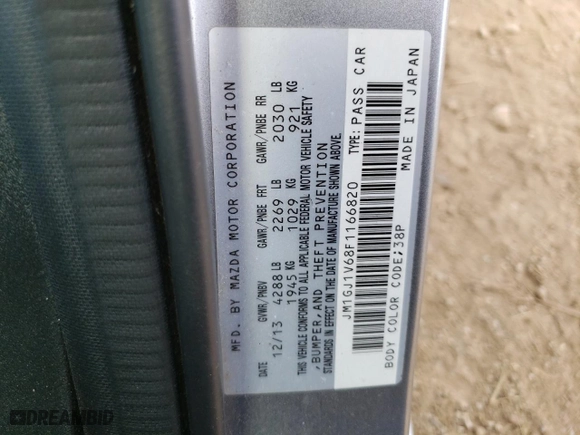 MFD. BY MAZDA MOTOR CORPORATION
GVWR/PNBV GAWR/PNBE FRT GAWR/PNBE RR
DATE 12/13 4288 LB 2269 LB 2030 LB
1945 KG 1029 KG 921 KG
THIS VEHICLE CONFORMS TO ALL APPLICABLE FEDERAL MOTOR VEHICLE SAFETY
,BUMPER,AND THEFT PREVENTION
STANDARDS IN EFFECT ON THE DATE OF MANUFACTURE SHOWN ABOVE.
JM1GJ1V68F1166820 TYPE: PASS CAR
BODY COLOR CODE;38P MADE IN JAPAN
DREAMBID